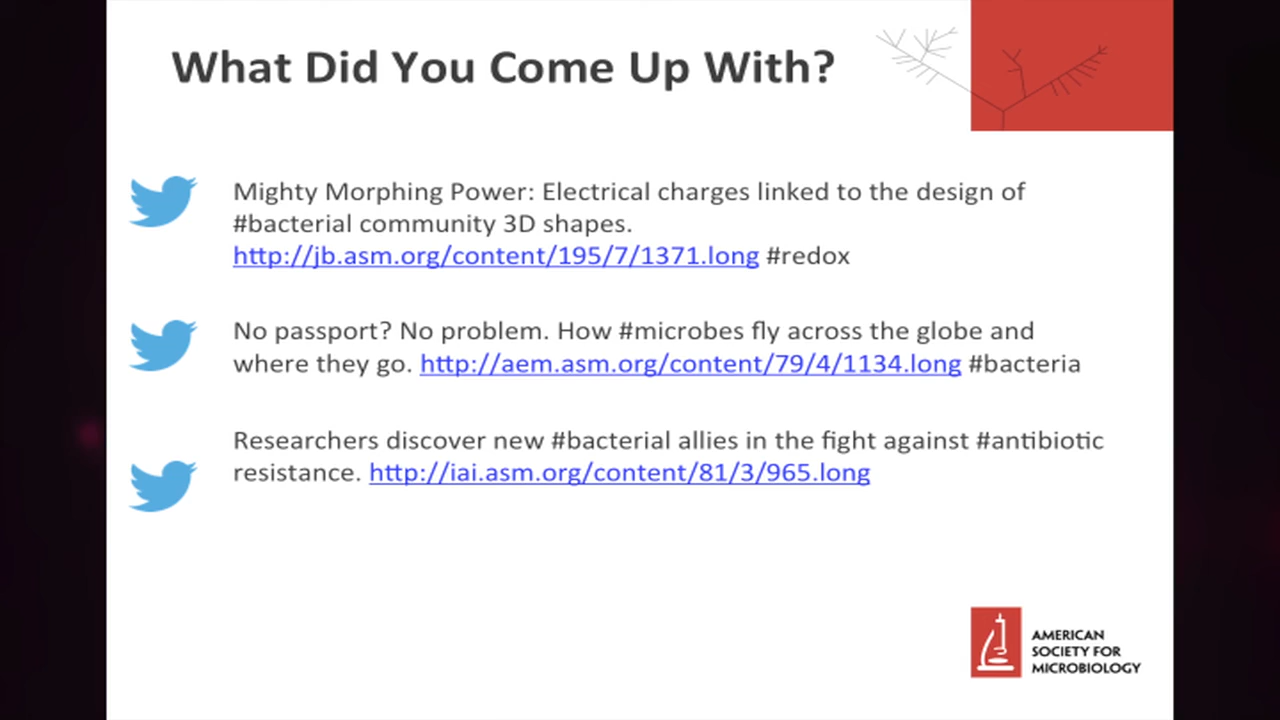 What Did You Come Up With?
Mighty Morphing Power: Electrical charges linked to the design of
#bacterial community 3D shapes.
http://jb.asm.org/content/195/7/1371.long #redox
No passport? No problem. How #microbes fly across the globe and
where they go. http://aem.asm.org/content/79/4/1134.long #bacteria
Researchers discover new #bacterial allies in the fight against #antibiotic
resistance. http://iai.asm.org/content/81/3/965.long
AMERICAN
SOCIETY FOR
MICROBIOLOGY